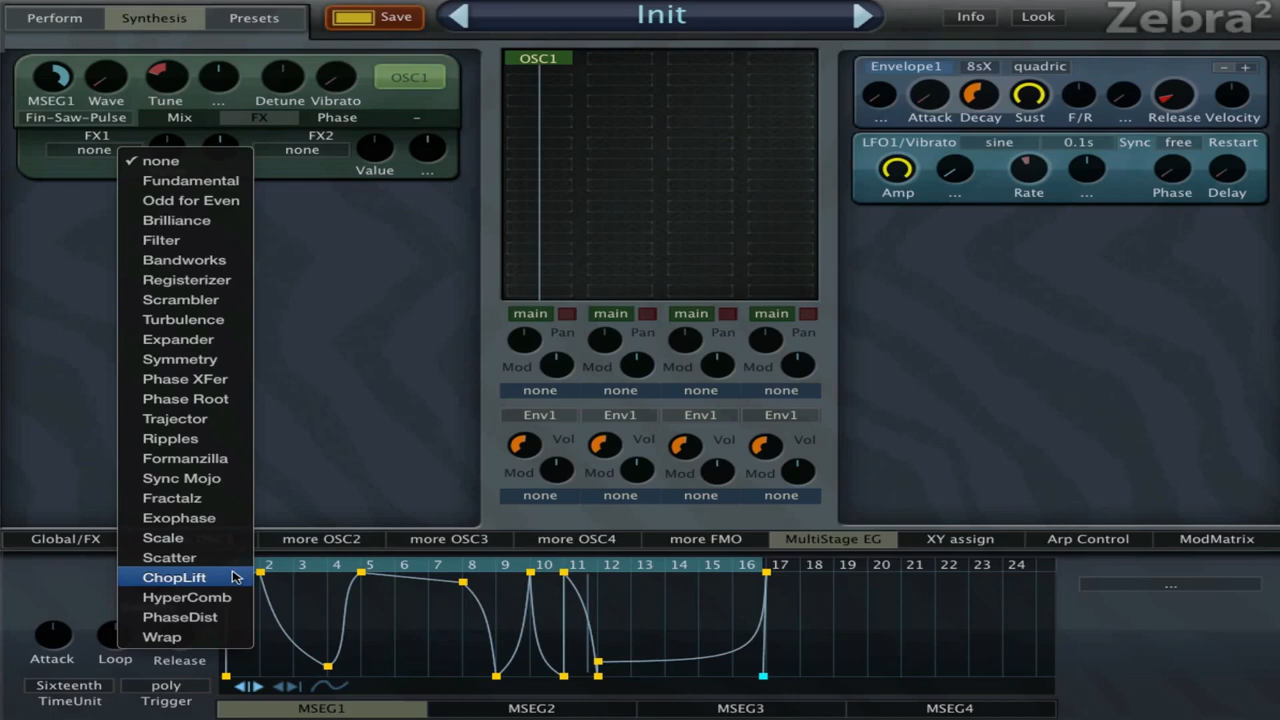 Perform Synthesis Presets Save Init Info Look Zebra²
MSEG1 Wave Tune ... Detune Vibrato OSC1
Fin-Saw-Pulse Mix FX Phase -
FX1 FX2
none none Value ...
none
Fundamental
Odd for Even
Brilliance
Filter
Bandworks
Registerizer
Scrambler
Turbulence
Expander
Symmetry
Phase XFer
Phase Root
Trajector
Ripples
Formanzilla
Sync Mojo
Fractalz
Exophase
Scale
Scatter
ChopLift
HyperComb
PhaseDist
Wrap
OSC1
main main main main
Pan Pan Pan Pan
Mod Mod Mod Mod
none none none none
Env1 Env1 Env1 Env1
Vol Vol Vol Vol
Mod Mod Mod Mod
none none none none
Envelope1 8sX quadric - +
... Attack Decay Sust F/R ... Release Velocity
LFO1/Vibrato sine 0.1s Sync free Restart
Amp ... Rate ... Phase Delay
Global/FX more OSC2 more OSC3 more OSC4 more FMO MultiStage EG XY assign Arp Control ModMatrix
2 3 4 5 6 7 8 9 10 11 12 13 14 15 16 17 18 19 20 21 22 23 24
...
Attack Loop Release
Sixteenth poly
TimeUnit Trigger
MSEG1 MSEG2 MSEG3 MSEG4